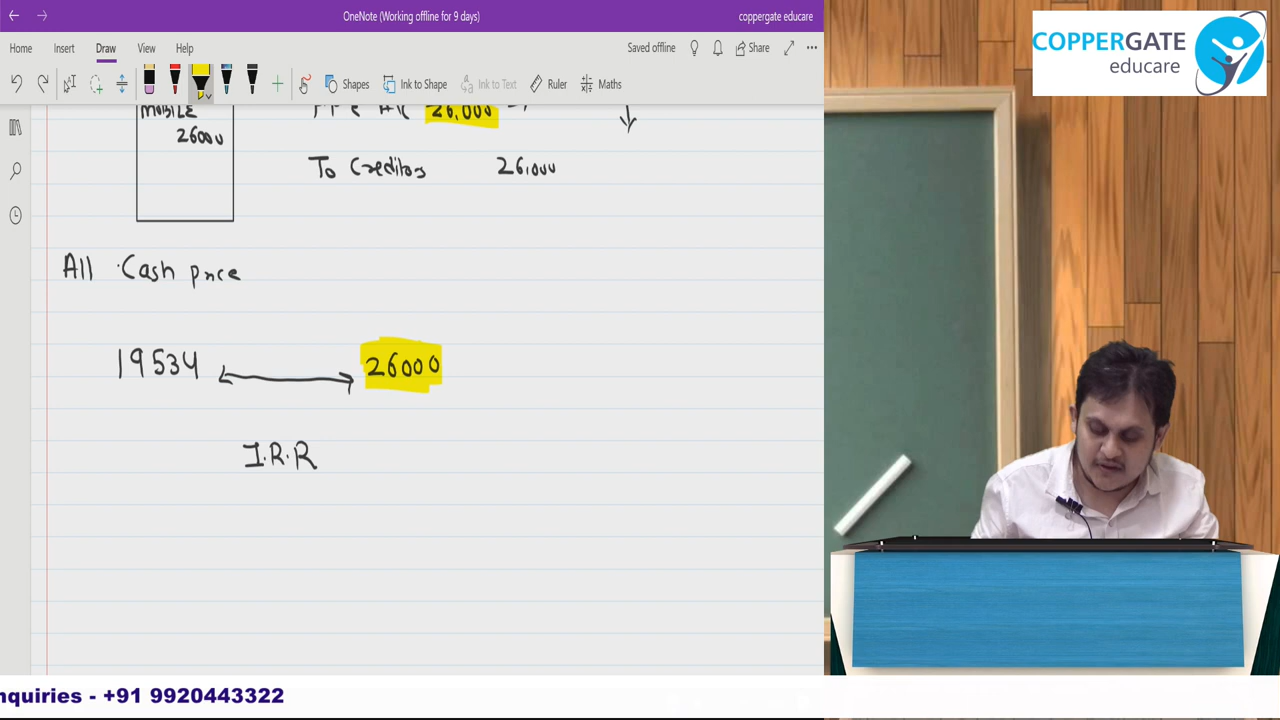 OneNote (Working offline for 9 days)
coppergate educare
Home Insert Draw View Help
Saved offline Share
Shapes Ink to Shape Ink to Text Ruler Maths
COPPERGATE
educare
MOBILE
26000
26,000
To Creditors 26,000
All Cash price
19534 26000
I.R.R
nquiries - +91 9920443322